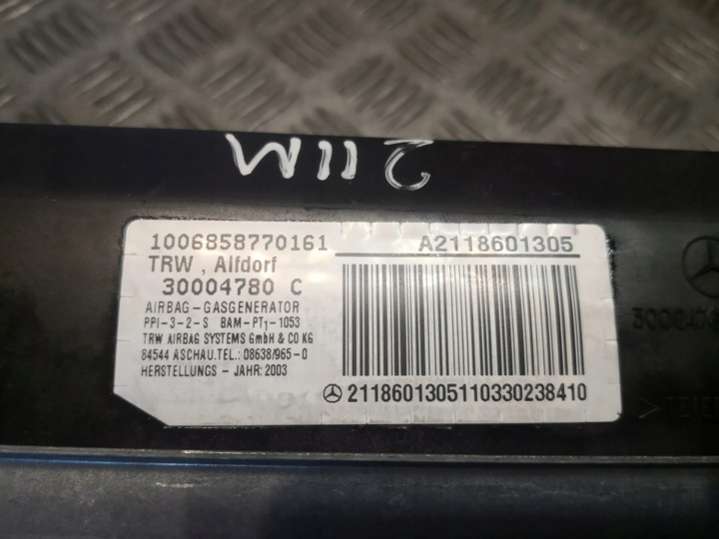 W211
1006858770161
A2118601305
TRW , Alfdorf
30004780 C
AIRBAG-GASGENERATOR
PPI-3-2-S BAM-PT1-1053
TRW AIRBAG SYSTEMS GmbH & CO KG
84544 ASCHAU.TEL.: 08638/965-0
HERSTELLUNGS - JAHR: 2003
2118601305110330238410